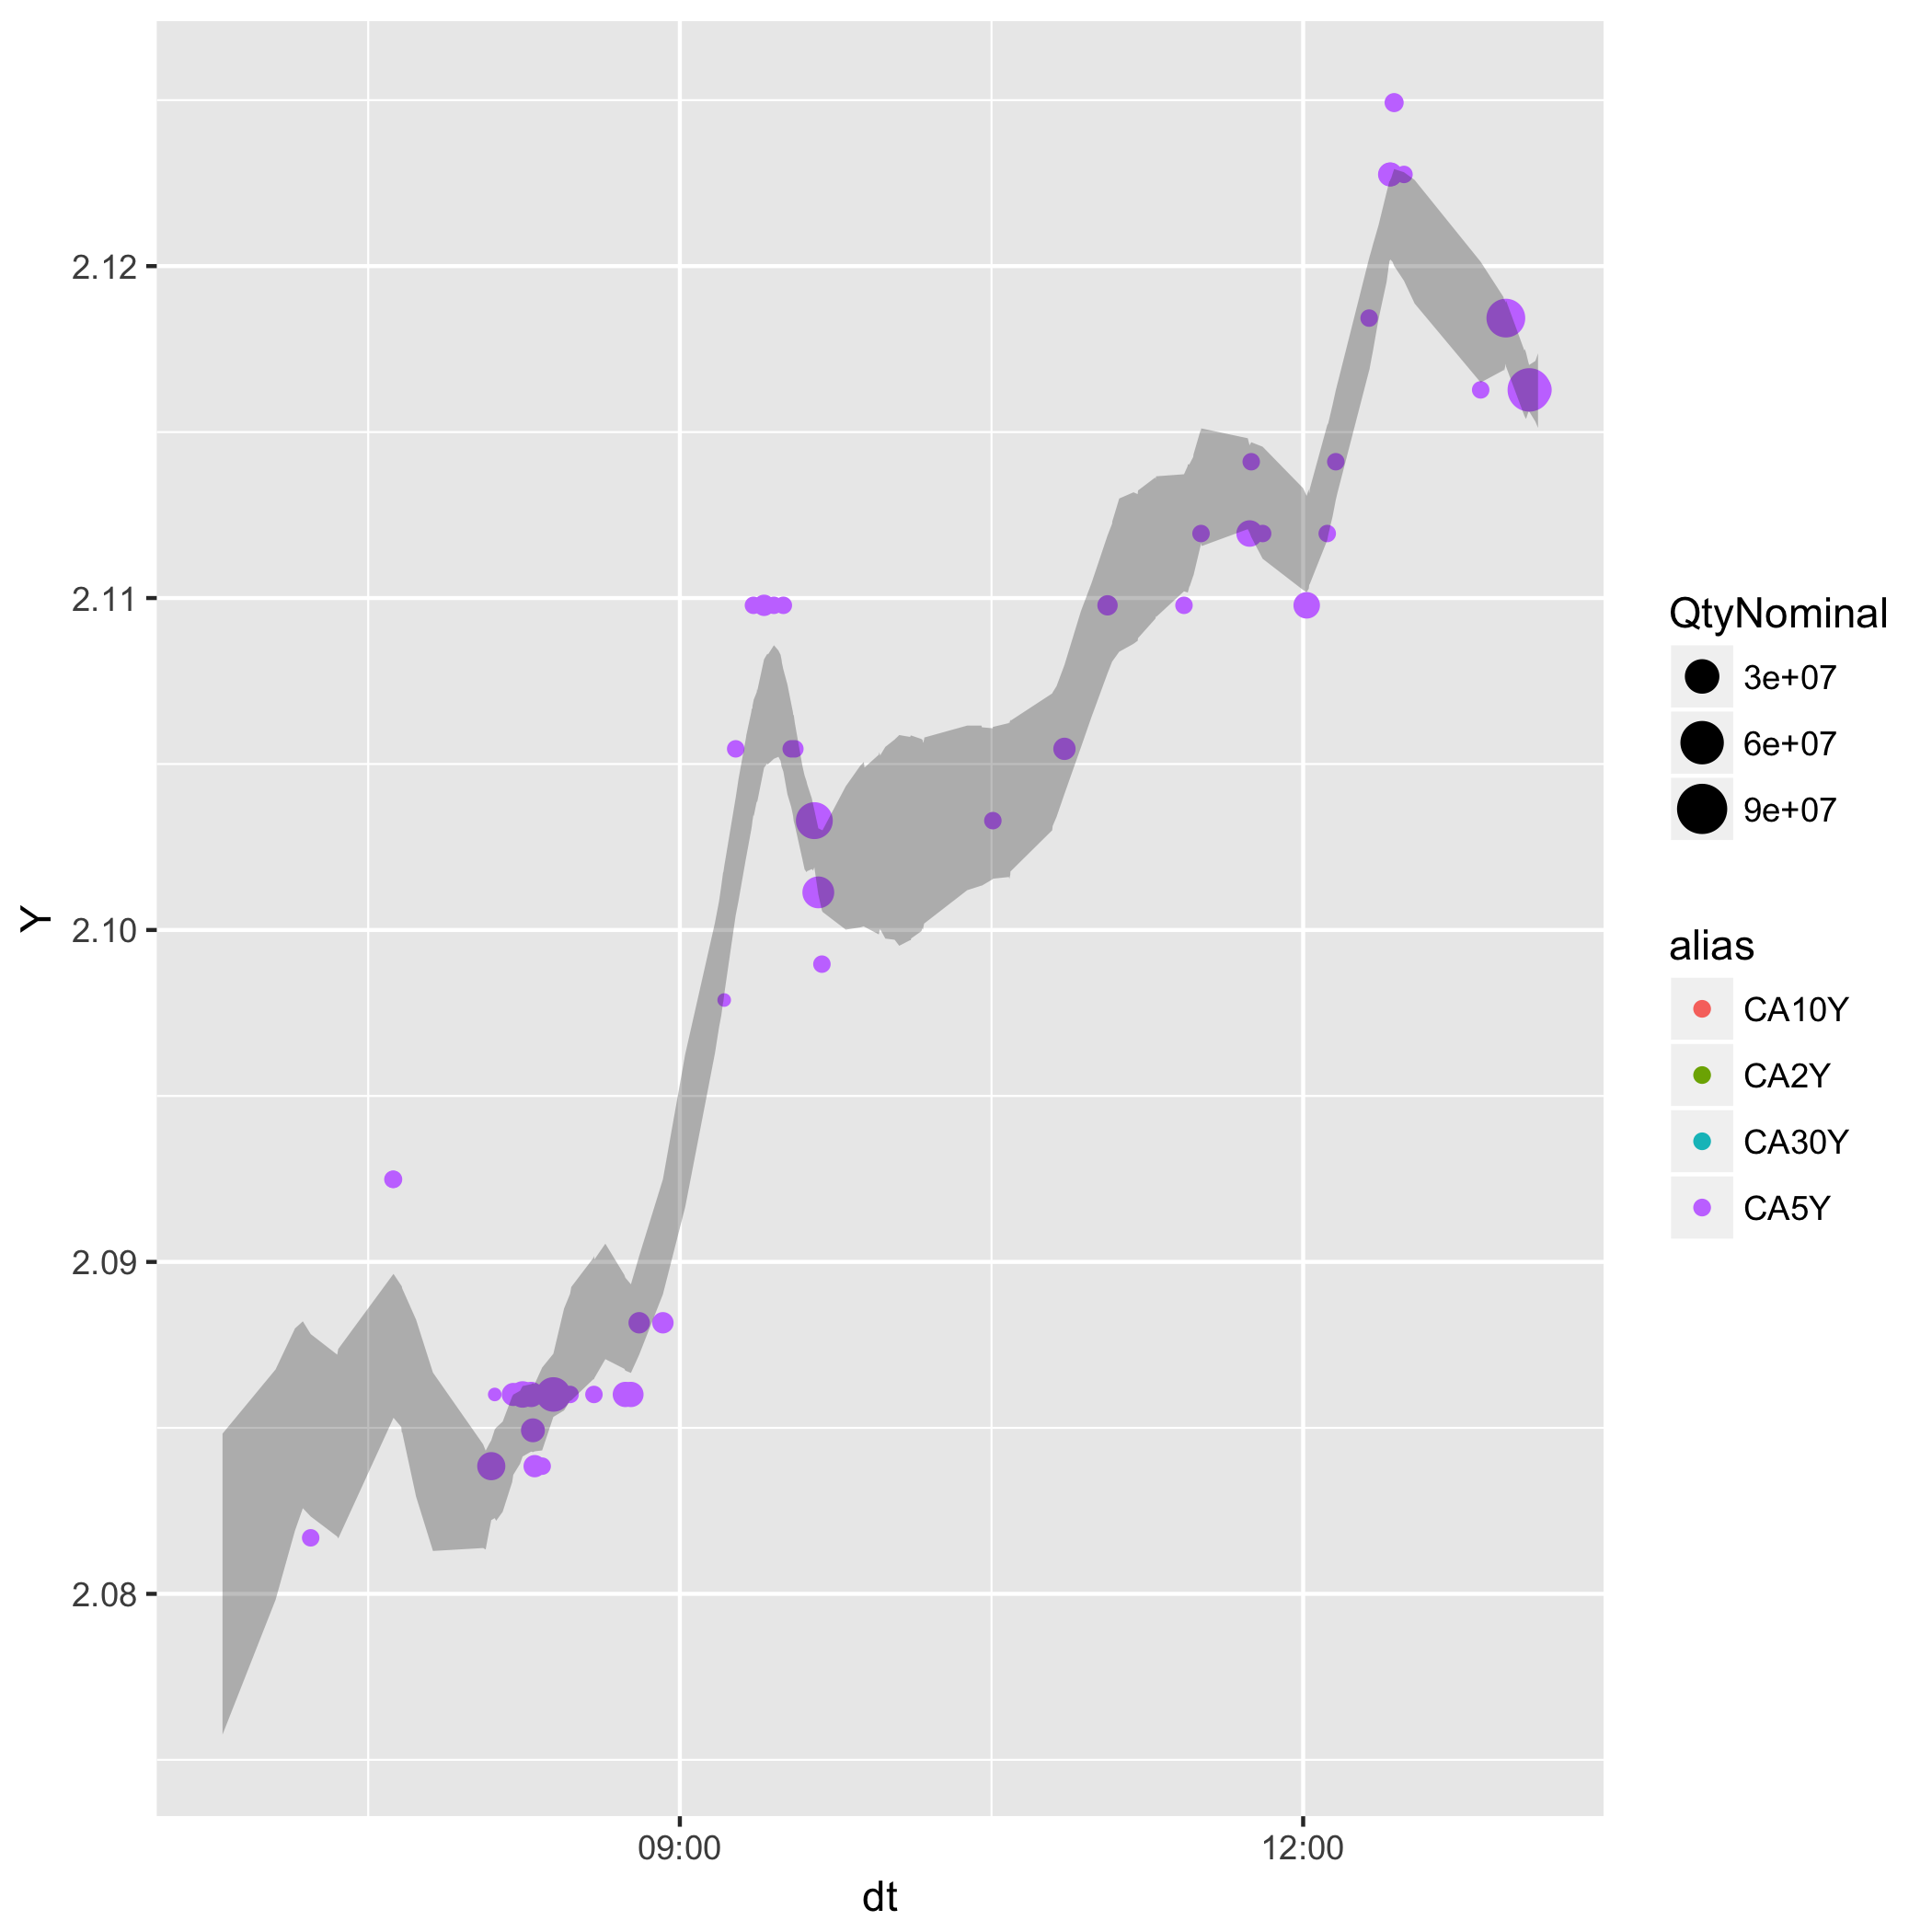 Y
2.12
2.11
2.10
2.09
2.08
09:00
12:00
dt
QtyNominal
3e+07
6e+07
9e+07
alias
CA10Y
CA2Y
CA30Y
CA5Y